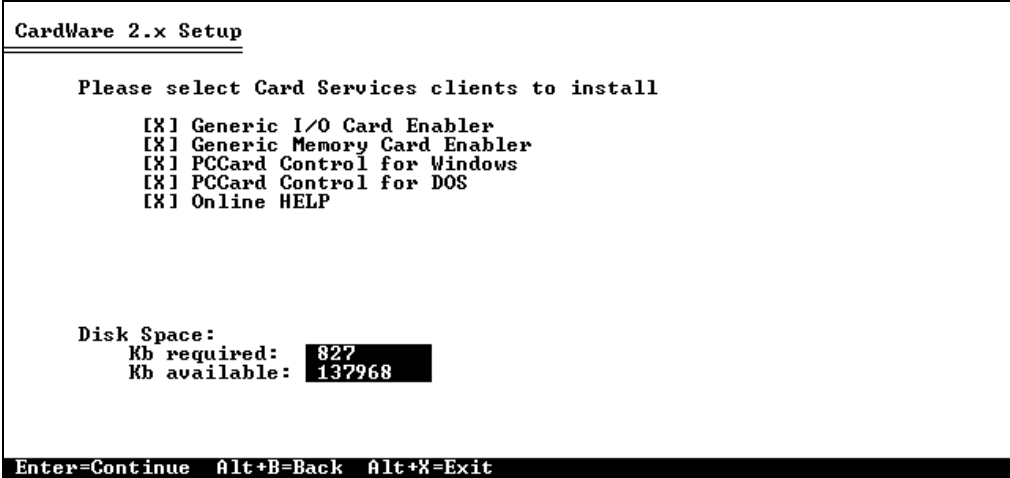 CardWare 2.x Setup
Please select Card Services clients to install
[X] Generic I/O Card Enabler
[X] Generic Memory Card Enabler
[X] PCCard Control for Windows
[X] PCCard Control for DOS
[X] Online HELP
Disk Space:
Kb required: 827
Kb available: 137968
Enter=Continue Alt+B=Back Alt+X=Exit